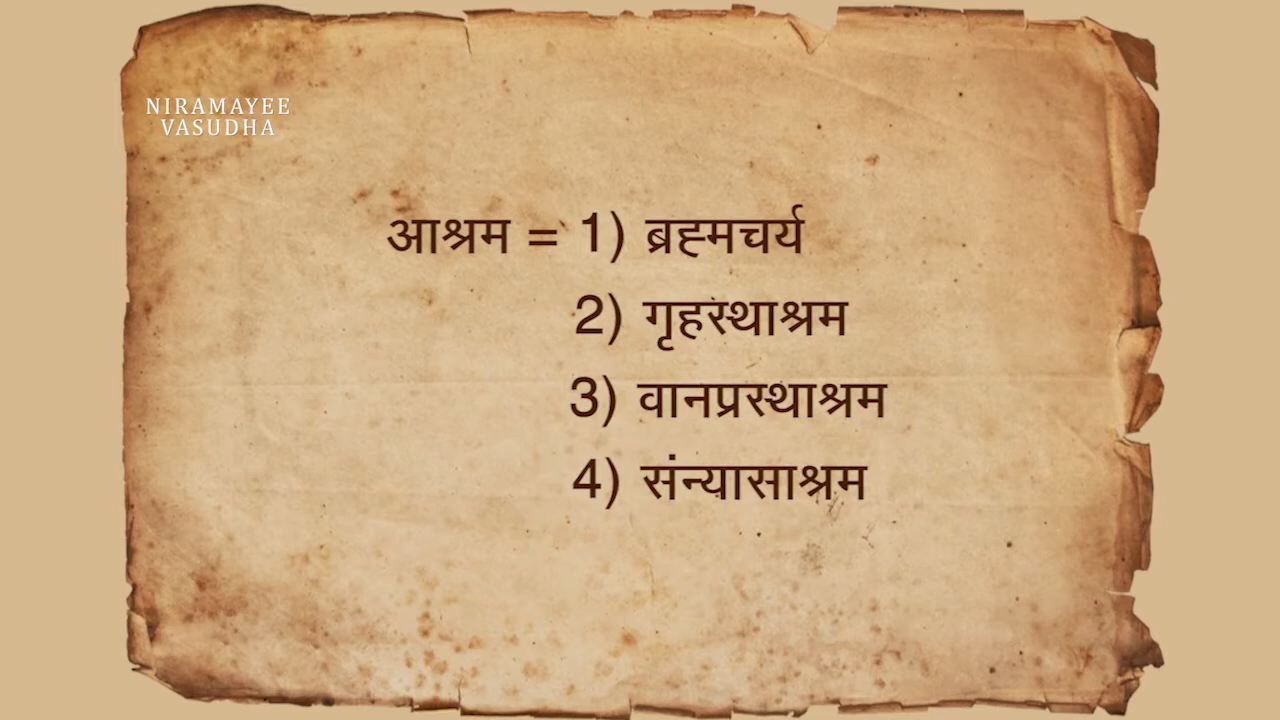 NIRAMAYEE
VASUDHA
आश्रम = 1) ब्रह्मचर्य
2) गृहस्थाश्रम
3) वानप्रस्थाश्रम
4) संन्यासाश्रम